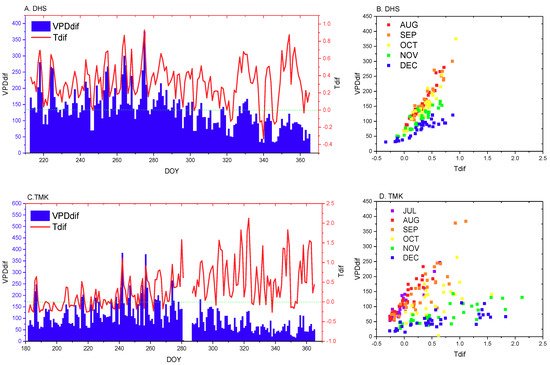 A. DHS
VPDdif
Tdif
400
350
300
250
200
150
100
50
0
VPDdif
1.0
0.8
0.6
0.4
0.2
0.0
-0.2
-0.4
Tdif
220 240 260 280 300 320 340 360
DOY
B. DHS
AUG
SEP
OCT
NOV
DEC
450
400
350
300
250
200
150
100
50
0
VPDdif
-0.5 0.0 0.5 1.0 1.5 2.0 2.5
Tdif
C.TMK
VPDdif
Tdif
600
550
500
450
400
350
300
250
200
150
100
50
0
VPDdif
2.5
2.0
1.5
1.0
0.5
0.0
-0.5
-1.0
Tdif
180 200 220 240 260 280 300 320 340 360
DOY
D. TMK
JUL
AUG
SEP
OCT
NOV
DEC
450
400
350
300
250
200
150
100
50
0
VPDdif
-0.5 0.0 0.5 1.0 1.5 2.0 2.5
Tdif